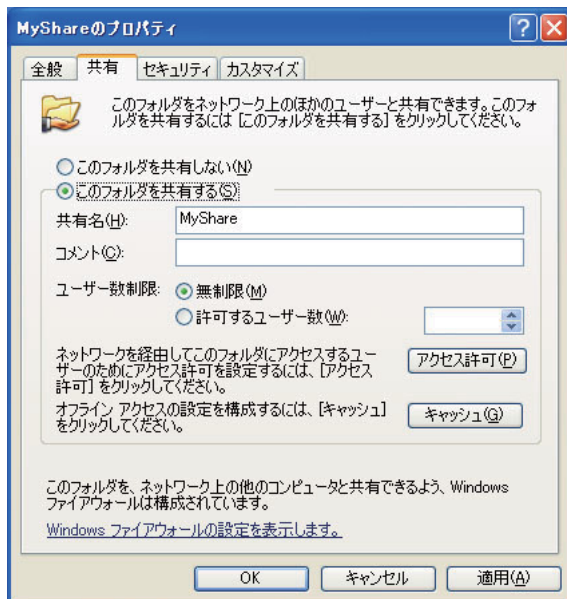 MyShareのプロパティ
全般 共有 セキュリティ カスタマイズ
このフォルダをネットワーク上のほかのユーザーと共有できます。このフォ
ルダを共有するには [このフォルダを共有する] をクリックしてください。
このフォルダを共有しない(N)
このフォルダを共有する(S)
共有名(H): MyShare
コメント(C):
ユーザー数制限: 無制限(M)
許可するユーザー数(W):
ネットワークを経由してこのフォルダにアクセスするユー
ザーのためにアクセス許可を設定するには、[アクセス
許可] をクリックしてください。
アクセス許可(P)
オフライン アクセスの設定を構成するには、[キャッシュ]
をクリックしてください。
キャッシュ(G)
このフォルダを、ネットワーク上の他のコンピュータと共有できるよう、Windows
ファイアウォールは構成されています。
Windows ファイアウォールの設定を表示します。
OK キャンセル 適用(A)